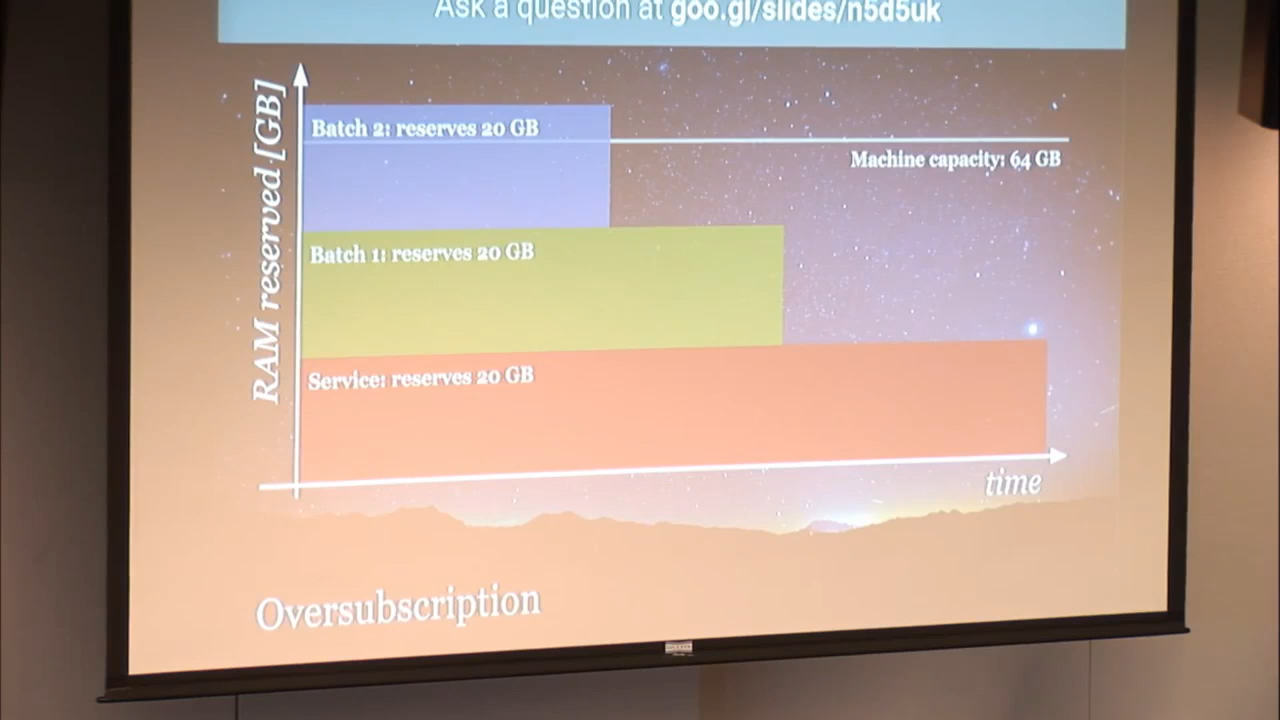 Ask a question at goo.gl/slides/n5d5uk
RAM reserved [GB]
Batch 2: reserves 20 GB
Machine capacity: 64 GB
Batch 1: reserves 20 GB
Service: reserves 20 GB
time
Oversubscription